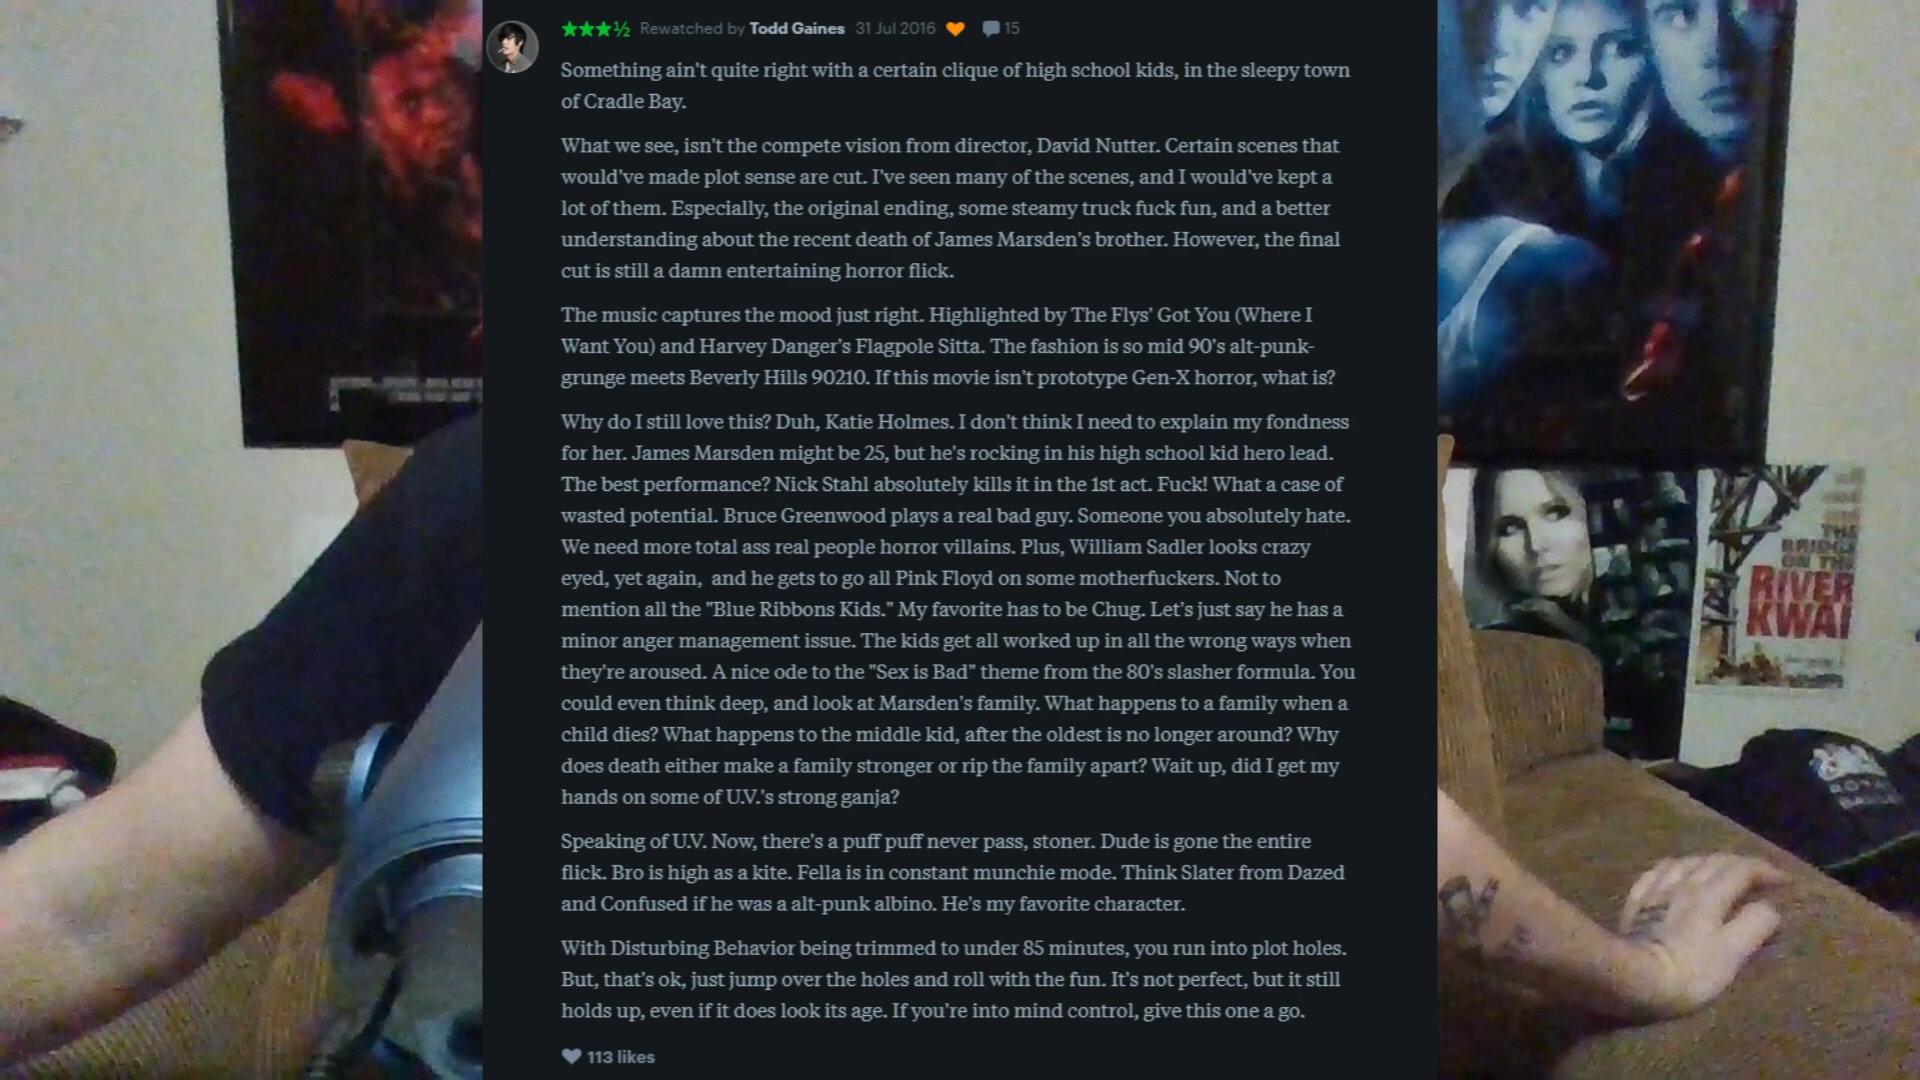 ★★★½ Rewatched by Todd Gaines 31 Jul 2016 15
Something ain't quite right with a certain clique of high school kids, in the sleepy town
of Cradle Bay.
What we see, isn't the compete vision from director, David Nutter. Certain scenes that
would've made plot sense are cut. I've seen many of the scenes, and I would've kept a
lot of them. Especially, the original ending, some steamy truck fuck fun, and a better
understanding about the recent death of James Marsden's brother. However, the final
cut is still a damn entertaining horror flick.
The music captures the mood just right. Highlighted by The Flys' Got You (Where I
Want You) and Harvey Danger's Flagpole Sitta. The fashion is so mid 90's alt-punk-
grunge meets Beverly Hills 90210. If this movie isn't prototype Gen-X horror, what is?
Why do I still love this? Duh, Katie Holmes. I don't think I need to explain my fondness
for her. James Marsden might be 25, but he's rocking in his high school kid hero lead.
The best performance? Nick Stahl absolutely kills it in the 1st act. Fuck! What a case of
wasted potential. Bruce Greenwood plays a real bad guy. Someone you absolutely hate.
We need more total ass real people horror villains. Plus, William Sadler looks crazy
eyed, yet again, and he gets to go all Pink Floyd on some motherfuckers. Not to
mention all the "Blue Ribbons Kids." My favorite has to be Chug. Let's just say he has a
minor anger management issue. The kids get all worked up in all the wrong ways when
they're aroused. A nice ode to the "Sex is Bad" theme from the 80's slasher formula. You
could even think deep, and look at Marsden's family. What happens to a family when a
child dies? What happens to the middle kid, after the oldest is no longer around? Why
does death either make a family stronger or rip the family apart? Wait up, did I get my
hands on some of U.V.'s strong ganja?
Speaking of U.V. Now, there's a puff puff never pass, stoner. Dude is gone the entire
flick. Bro is high as a kite. Fella is in constant munchie mode. Think Slater from Dazed
and Confused if he was a alt-punk albino. He's my favorite character.
With Disturbing Behavior being trimmed to under 85 minutes, you run into plot holes.
But, that's ok, just jump over the holes and roll with the fun. It's not perfect, but it still
holds up, even if it does look its age. If you're into mind control, give this one a go.
113 likes
THE
BRIDGE
ON THE
RIVER
KWAI